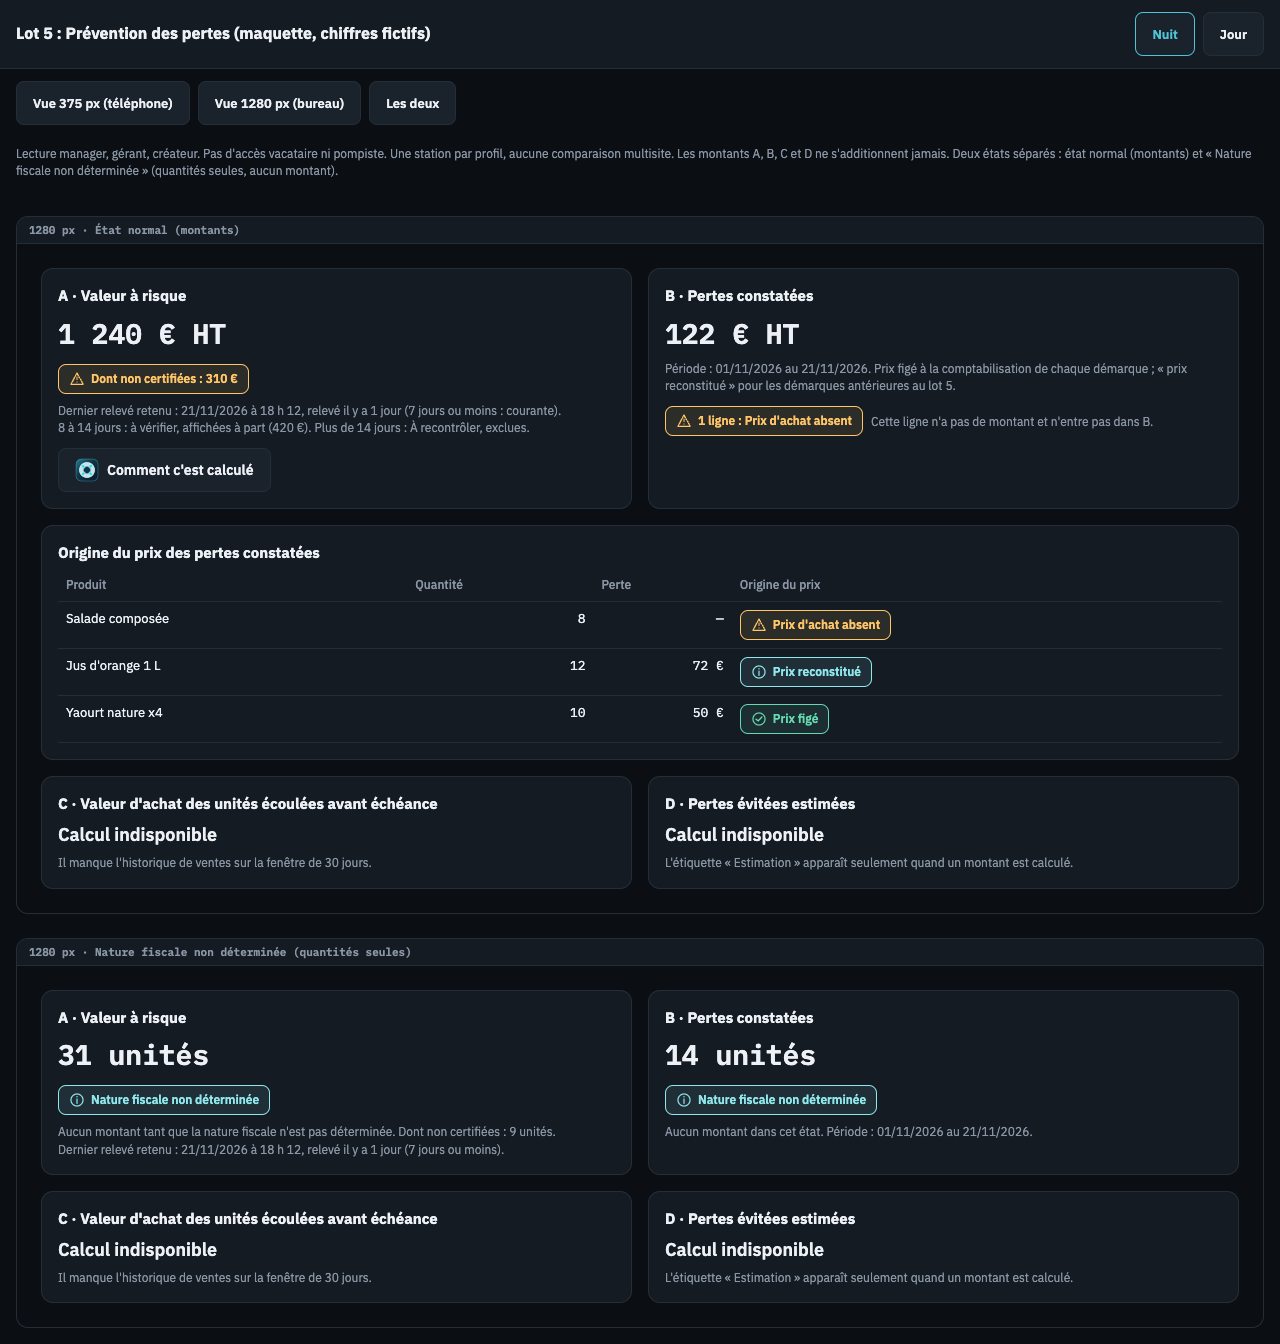 Lot 5 : Prévention des pertes (maquette, chiffres fictifs)
Nuit
Jour
Vue 375 px (téléphone)
Vue 1280 px (bureau)
Les deux
Lecture manager, gérant, créateur. Pas d'accès vacataire ni pompiste. Une station par profil, aucune comparaison multisite. Les montants A, B, C et D ne s'additionnent jamais. Deux états séparés : état normal (montants) et « Nature
fiscale non déterminée » (quantités seules, aucun montant).
1280 px · État normal (montants)
A · Valeur à risque
1 240 € HT
Dont non certifiées : 310 €
Dernier relevé retenu : 21/11/2026 à 18 h 12, relevé il y a 1 jour (7 jours ou moins : courante).
8 à 14 jours : à vérifier, affichées à part (420 €). Plus de 14 jours : À recontrôler, exclues.
Comment c'est calculé
B · Pertes constatées
122 € HT
Période : 01/11/2026 au 21/11/2026. Prix figé à la comptabilisation de chaque démarque ; « prix
reconstitué » pour les démarques antérieures au lot 5.
1 ligne : Prix d'achat absent
Cette ligne n'a pas de montant et n'entre pas dans B.
Origine du prix des pertes constatées
Produit Quantité Perte Origine du prix
Salade composée 8 — Prix d'achat absent
Jus d'orange 1 L 12 72 € Prix reconstitué
Yaourt nature x4 10 50 € Prix figé
C · Valeur d'achat des unités écoulées avant échéance
Calcul indisponible
Il manque l'historique de ventes sur la fenêtre de 30 jours.
D · Pertes évitées estimées
Calcul indisponible
L'étiquette « Estimation » apparaît seulement quand un montant est calculé.
1280 px · Nature fiscale non déterminée (quantités seules)
A · Valeur à risque
31 unités
Nature fiscale non déterminée
Aucun montant tant que la nature fiscale n'est pas déterminée. Dont non certifiées : 9 unités.
Dernier relevé retenu : 21/11/2026 à 18 h 12, relevé il y a 1 jour (7 jours ou moins).
B · Pertes constatées
14 unités
Nature fiscale non déterminée
Aucun montant dans cet état. Période : 01/11/2026 au 21/11/2026.
C · Valeur d'achat des unités écoulées avant échéance
Calcul indisponible
Il manque l'historique de ventes sur la fenêtre de 30 jours.
D · Pertes évitées estimées
Calcul indisponible
L'étiquette « Estimation » apparaît seulement quand un montant est calculé.